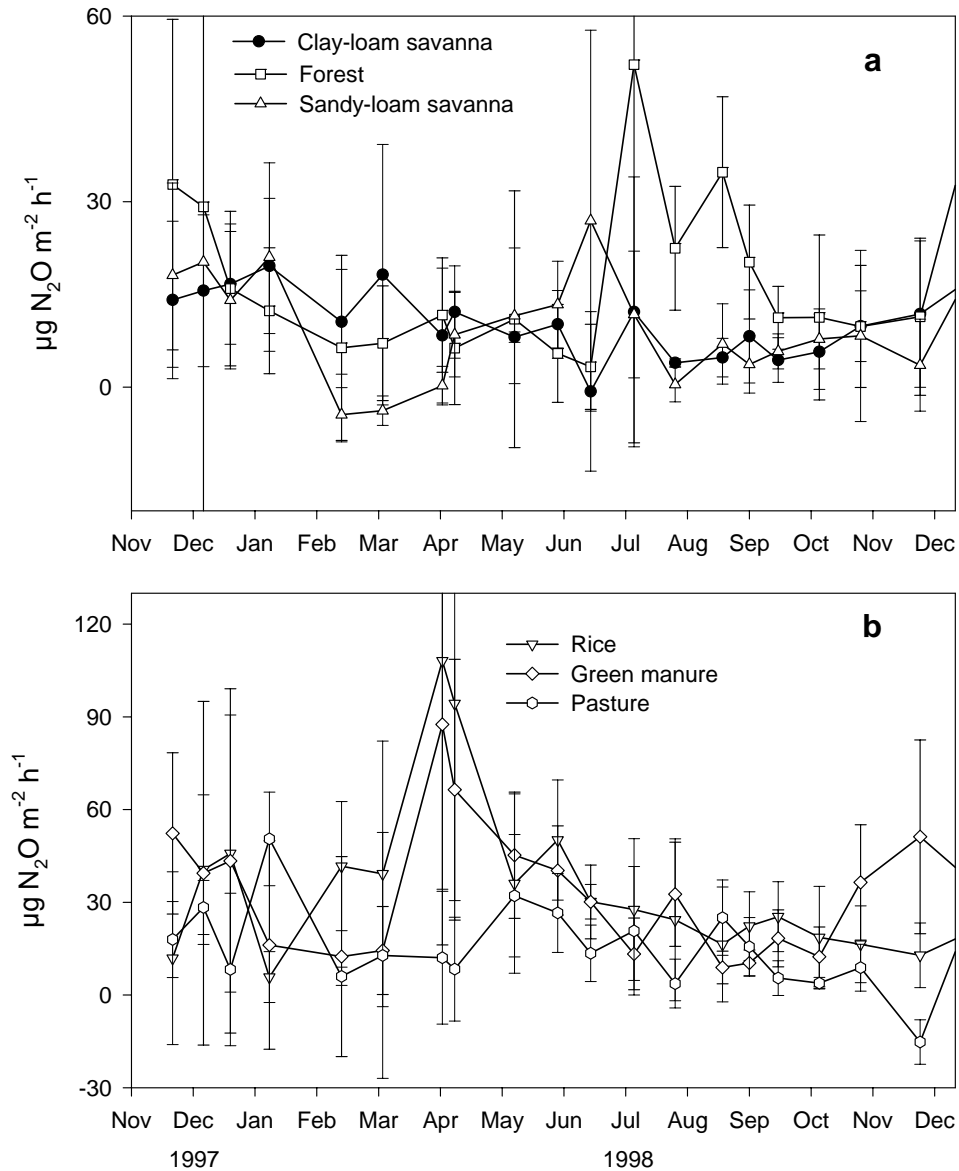 60
30
0
µg N2O m-2 h-1
Clay-loam savanna
Forest
Sandy-loam savanna
a
Nov Dec Jan Feb Mar Apr May Jun Jul Aug Sep Oct Nov Dec
120
90
60
30
0
-30
µg N2O m-2 h-1
Rice
Green manure
Pasture
b
Nov Dec Jan Feb Mar Apr May Jun Jul Aug Sep Oct Nov Dec
1997 1998